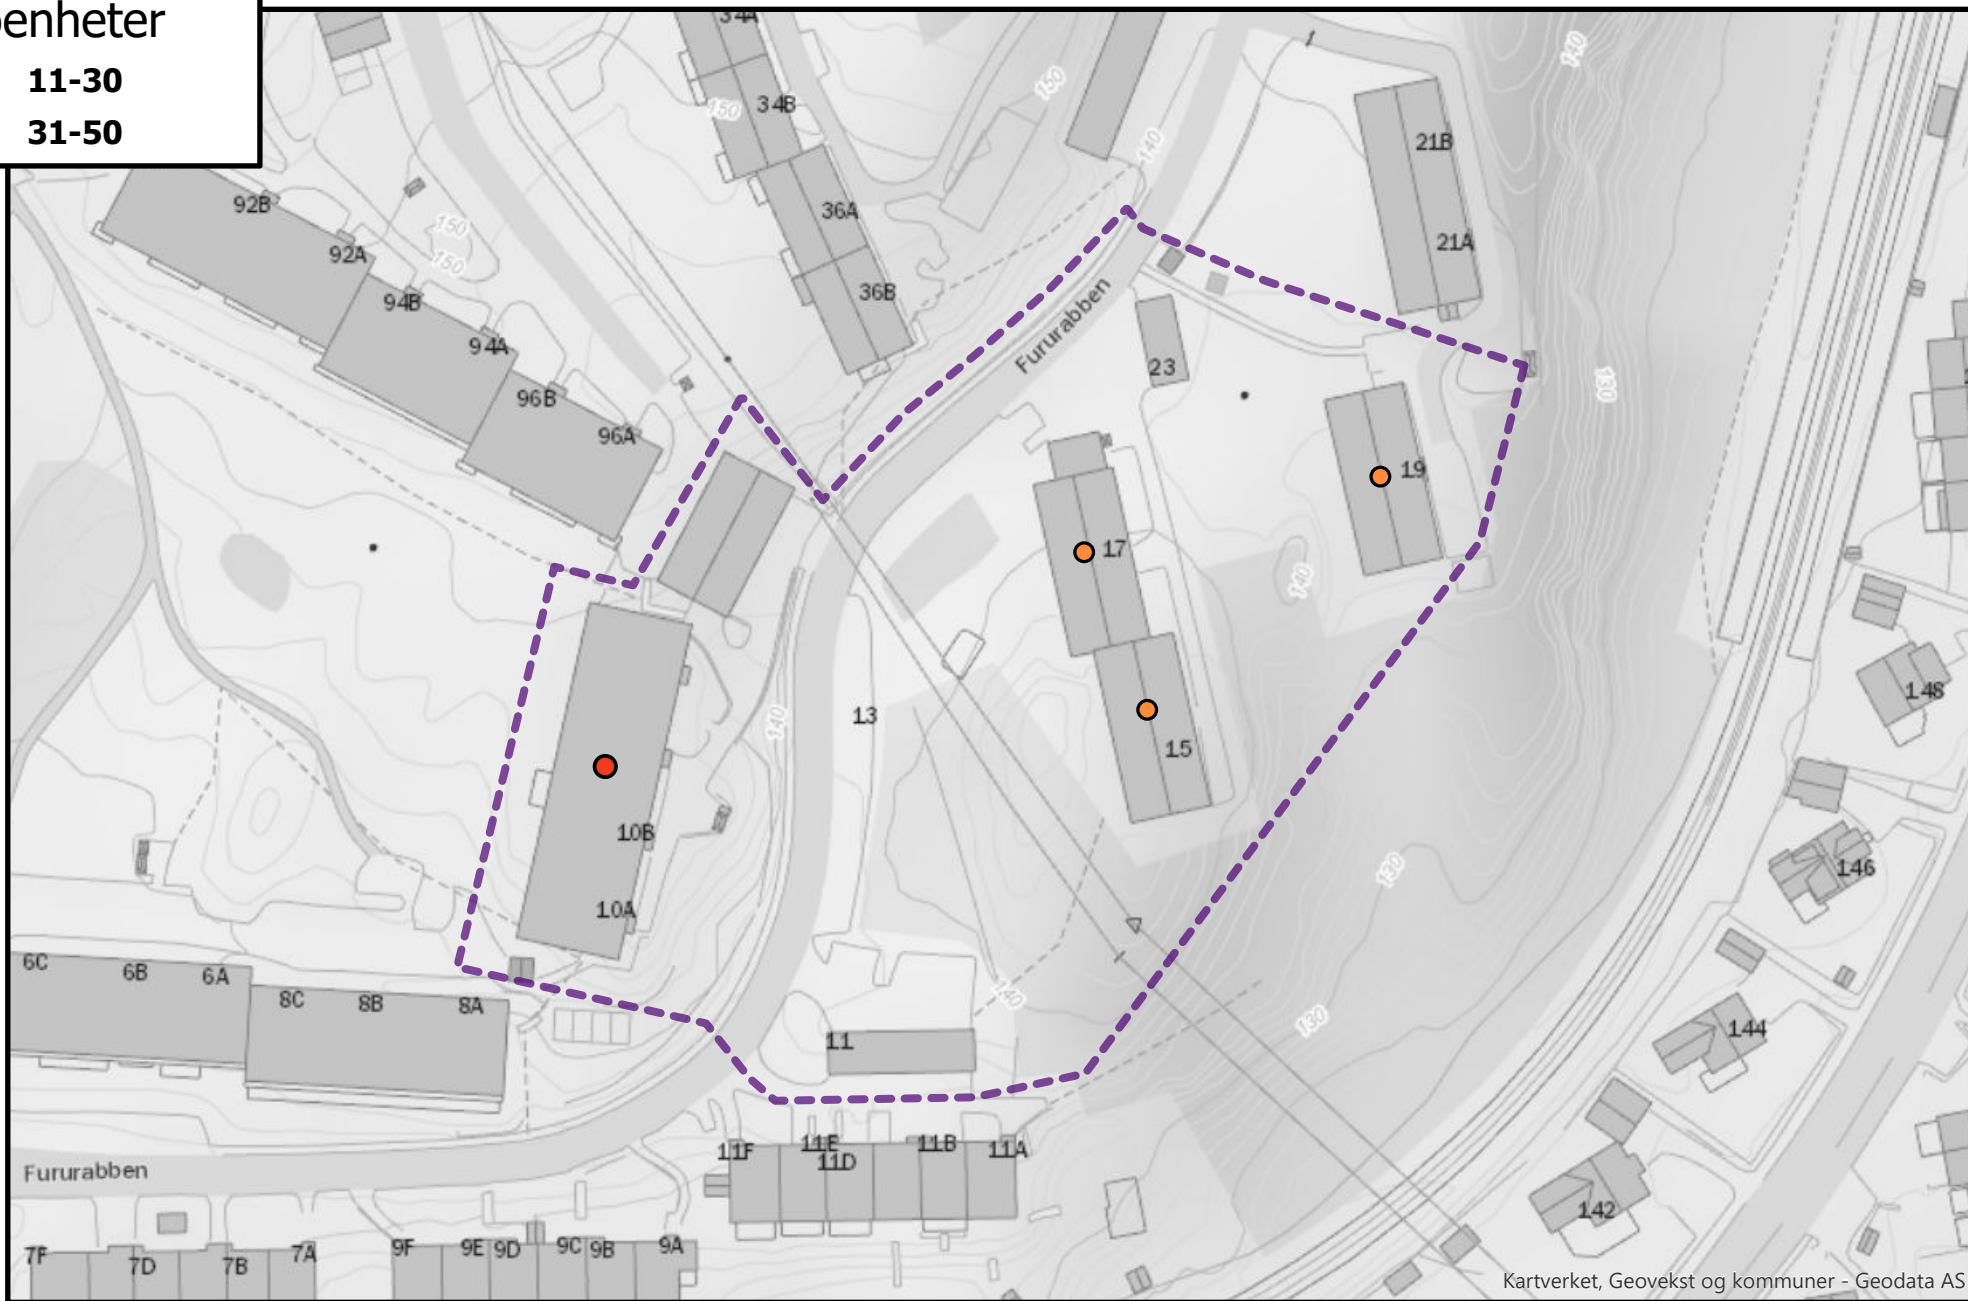 enheter
11-30
31-50
34A
34B
150
150
140
140
21B
92B
36A
150
92A
150
21A
36B
94B
Fururabben
94A
23
130
96B
96A
19
17
140
148
13
140
15
10B
146
130
10A
6C
6B
6A
8C
8B
8A
140
130
144
11
11F
11E
11D
11B
11A
Fururabben
142
7F
7D
7B
7A
9F
9E
9D
9C
9B
9A
Kartverket, Geovekst og kommuner - Geodata AS